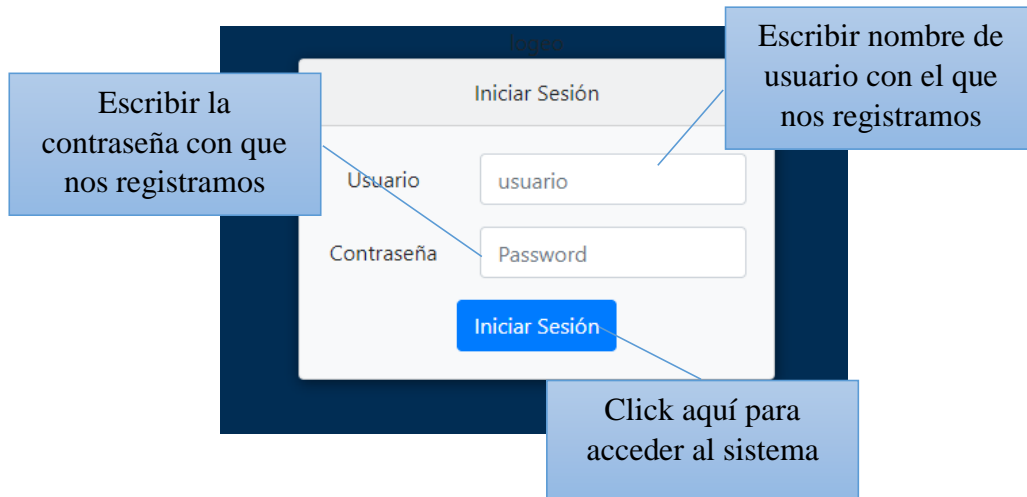 Escribir nombre de
usuario con el que
nos registramos
Iniciar Sesión
Escribir la
contraseña con que
nos registramos
Usuario
usuario
Contraseña
Password
Iniciar Sesión
Click aquí para
acceder al sistema